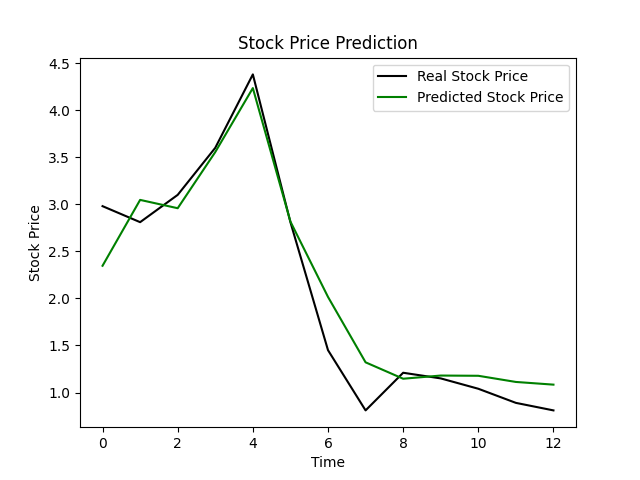 Stock Price Prediction
Real Stock Price
Predicted Stock Price
4.5
4.0
3.5
3.0
2.5
2.0
1.5
1.0
Stock Price
0 2 4 6 8 10 12
Time